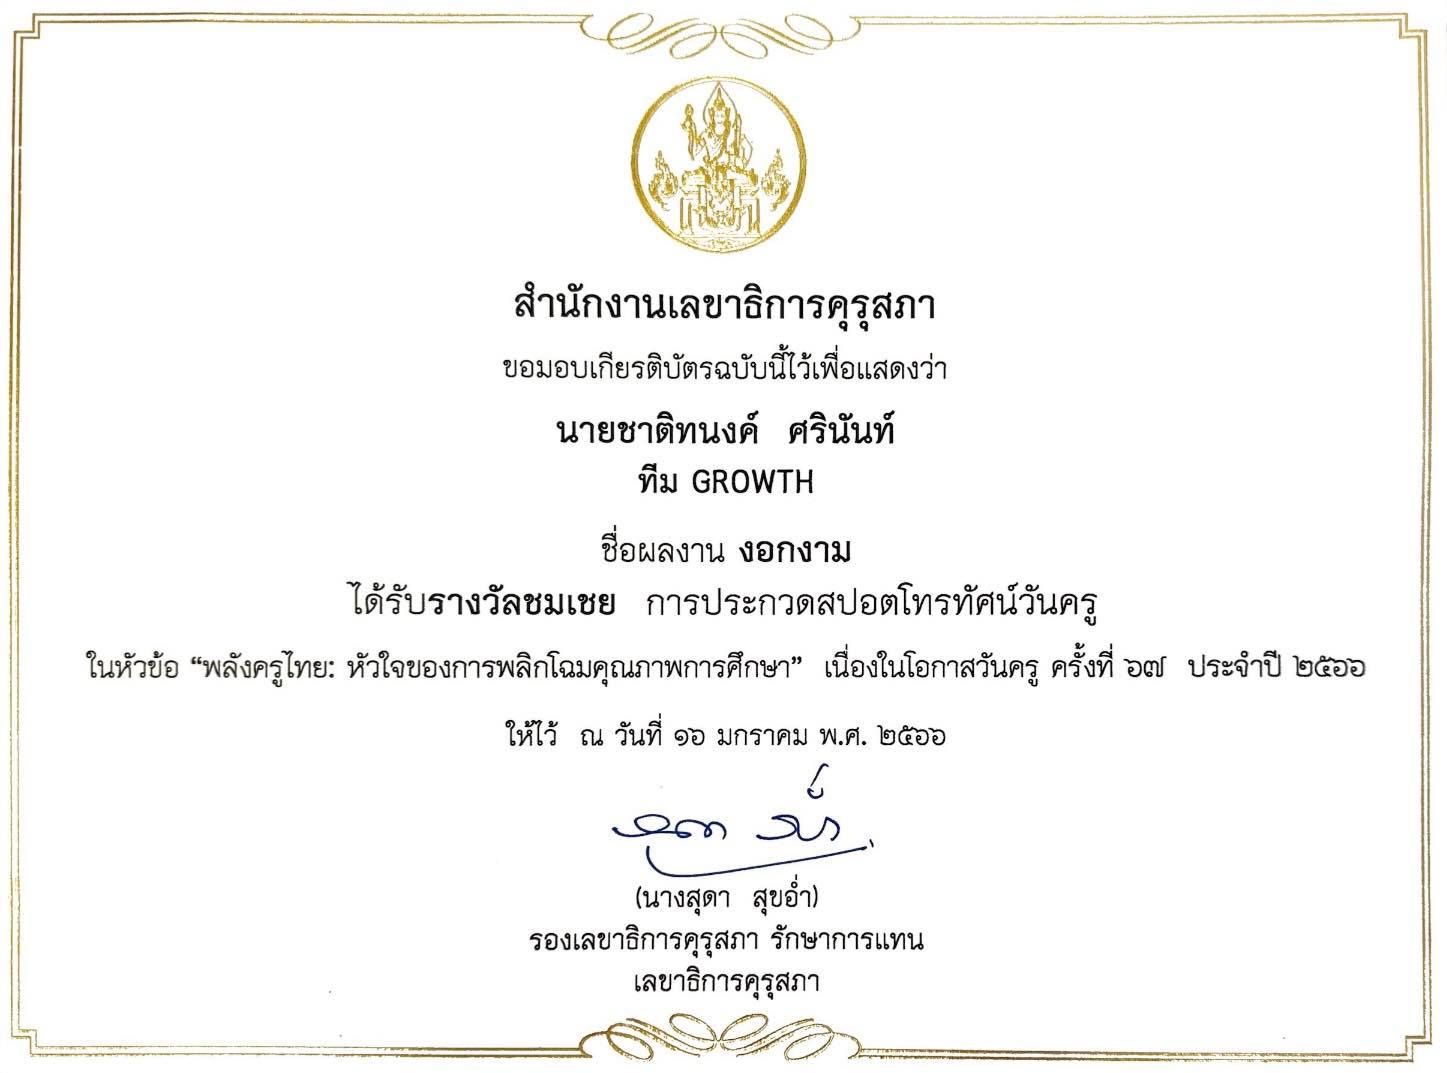 สำนักงานเลขาธิการคุรุสภา
ขอมอบเกียรติบัตรฉบับนี้ไว้เพื่อแสดงว่า
นายชาติทนงค์ ศรินันท์
ทีม GROWTH
ชื่อผลงาน งอกงาม
ได้รับรางวัลชมเชย การประกวดสปอตโทรทัศน์วันครู
ในหัวข้อ “พลังครูไทย: หัวใจของการพลิกโฉมคุณภาพการศึกษา” เนื่องในโอกาสวันครู ครั้งที่ ๖๗ ประจำปี ๒๕๖๖
ให้ไว้ ณ วันที่ ๑๖ มกราคม พ.ศ. ๒๕๖๖
(นางสุดา สุขอ่ำ)
รองเลขาธิการคุรุสภา รักษาการแทน
เลขาธิการคุรุสภา